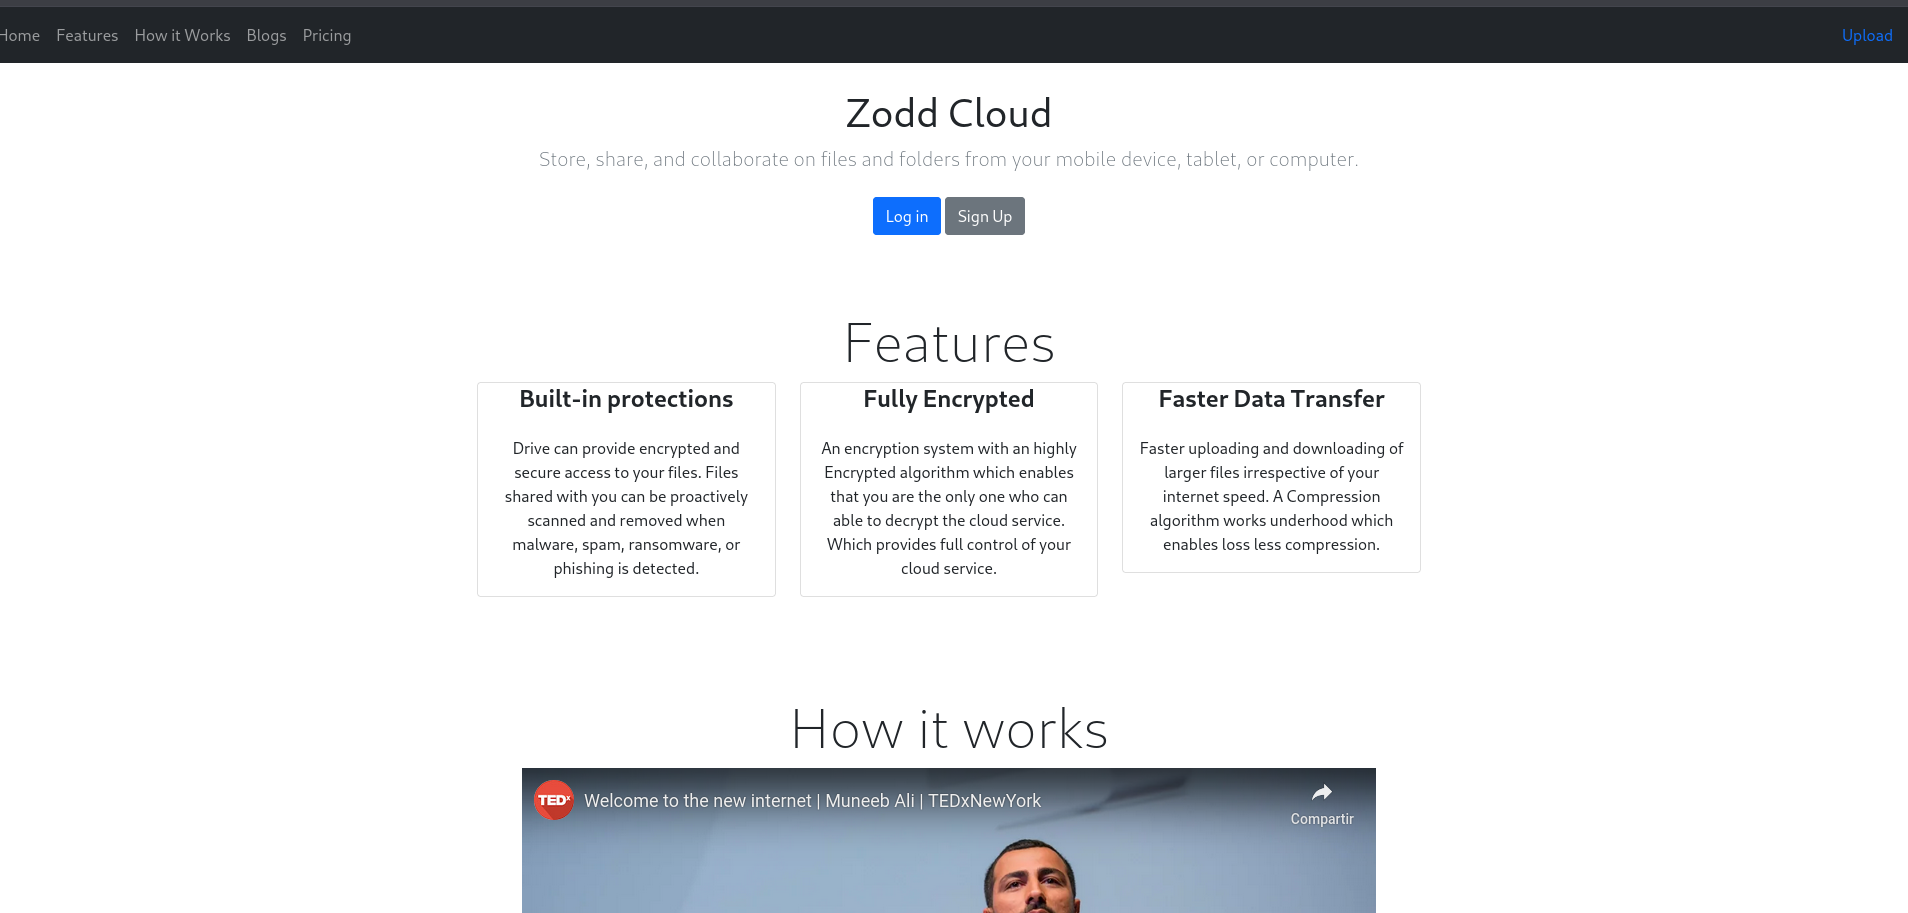 Home Features How it Works Blogs Pricing Upload
Zodd Cloud
Store, share, and collaborate on files and folders from your mobile device, tablet, or computer.
Log in Sign Up
Features
Built-in protections
Drive can provide encrypted and
secure access to your files. Files
shared with you can be proactively
scanned and removed when
malware, spam, ransomware, or
phishing is detected.
Fully Encrypted
An encryption system with an highly
Encrypted algorithm which enables
that you are the only one who can
able to decrypt the cloud service.
Which provides full control of your
cloud service.
Faster Data Transfer
Faster uploading and downloading of
larger files irrespective of your
internet speed. A Compression
algorithm works underhood which
enables loss less compression.
How it works
TEDx Welcome to the new internet | Muneeb Ali | TEDxNewYork
Compartir